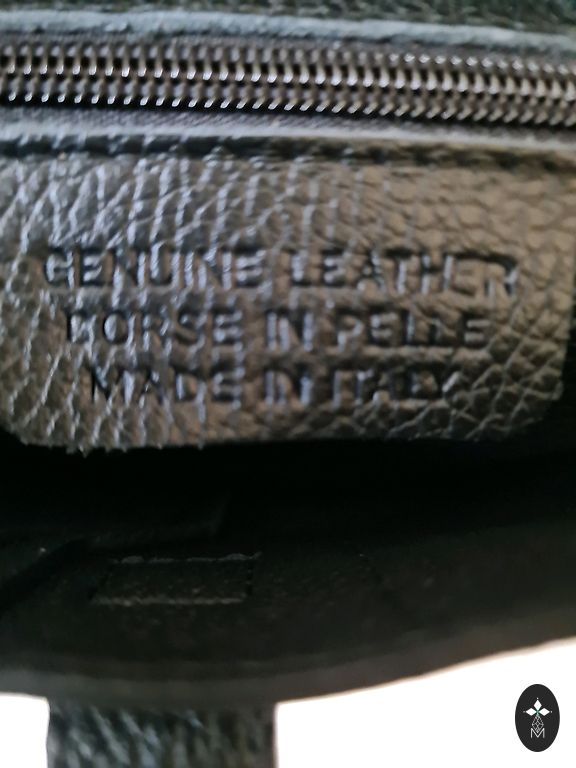 GENUINE LEATHER
BORSE IN PELLE
MADE IN ITALY